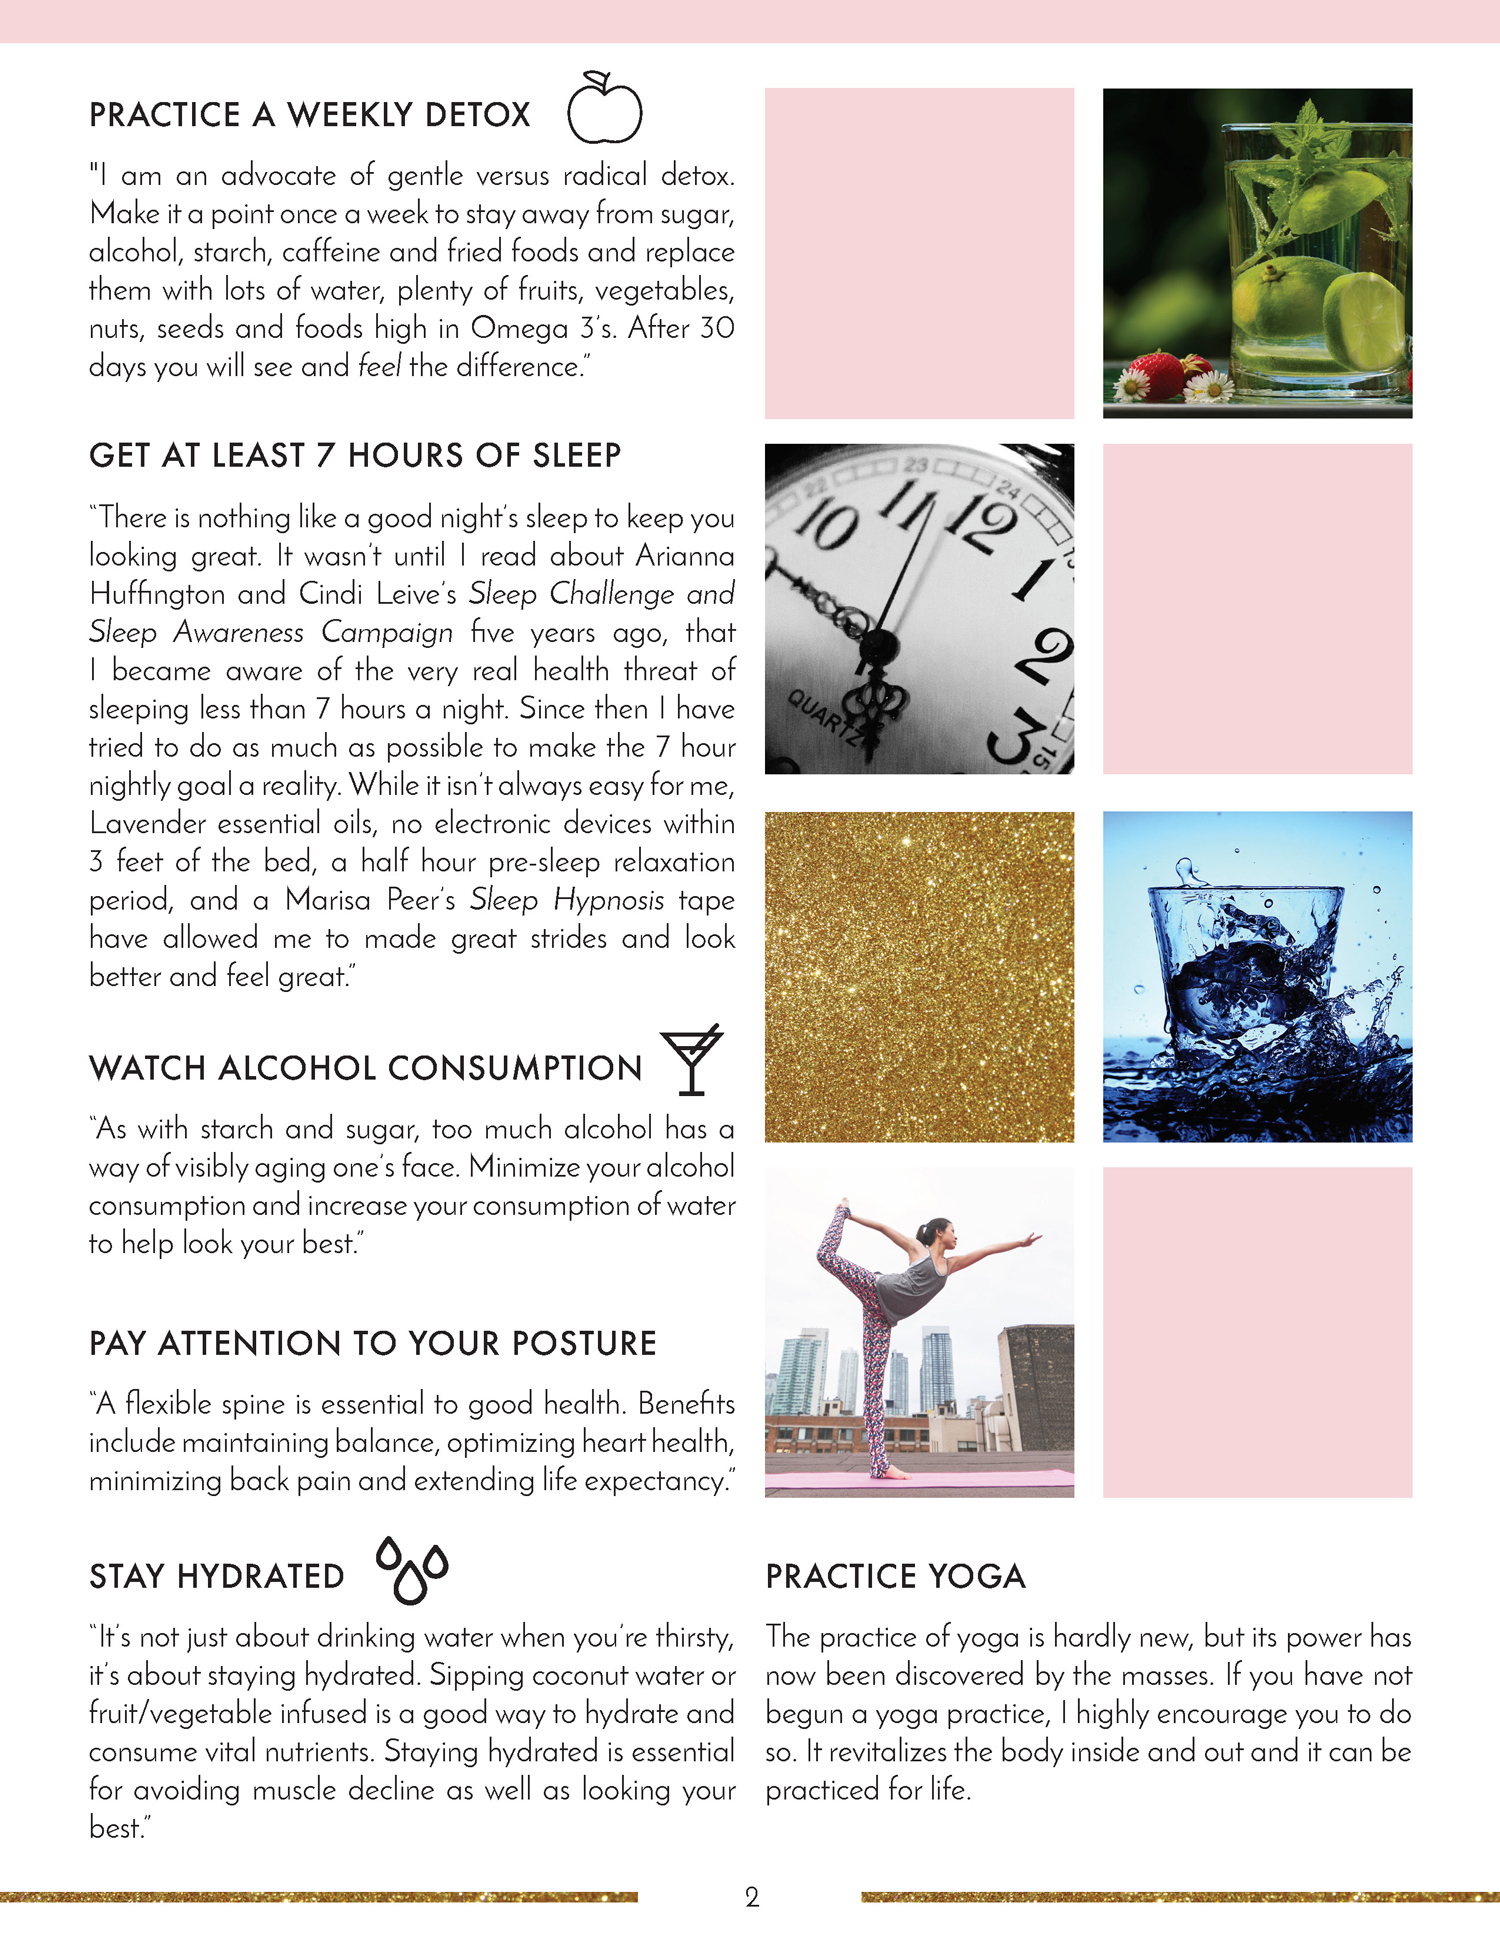 PRACTICE A WEEKLY DETOX
"I am an advocate of gentle versus radical detox.
Make it a point once a week to stay away from sugar,
alcohol, starch, caffeine and fried foods and replace
them with lots of water, plenty of fruits, vegetables,
nuts, seeds and foods high in Omega 3's. After 30
days you will see and feel the difference."
GET AT LEAST 7 HOURS OF SLEEP
“There is nothing like a good night's sleep to keep you
looking great. It wasn't until I read about Arianna
Huffington and Cindi Leive's Sleep Challenge and
Sleep Awareness Campaign five years ago, that
I became aware of the very real health threat of
sleeping less than 7 hours a night. Since then I have
tried to do as much as possible to make the 7 hour
nightly goal a reality. While it isn't always easy for me,
Lavender essential oils, no electronic devices within
3 feet of the bed, a half hour pre-sleep relaxation
period, and a Marisa Peer's Sleep Hypnosis tape
have allowed me to made great strides and look
better and feel great.”
WATCH ALCOHOL CONSUMPTION
“As with starch and sugar, too much alcohol has a
way of visibly aging one's face. Minimize your alcohol
consumption and increase your consumption of water
to help look your best.”
PAY ATTENTION TO YOUR POSTURE
“A flexible spine is essential to good health. Benefits
include maintaining balance, optimizing heart health,
minimizing back pain and extending life expectancy.”
STAY HYDRATED
“It's not just about drinking water when you're thirsty,
it's about staying hydrated. Sipping coconut water or
fruit/vegetable infused is a good way to hydrate and
consume vital nutrients. Staying hydrated is essential
for avoiding muscle decline as well as looking your
best.”
22 23 24
10 11 12
1
2
3
15
QUARTZ
PRACTICE YOGA
The practice of yoga is hardly new, but its power has
now been discovered by the masses. If you have not
begun a yoga practice, I highly encourage you to do
so. It revitalizes the body inside and out and it can be
practiced for life.
2